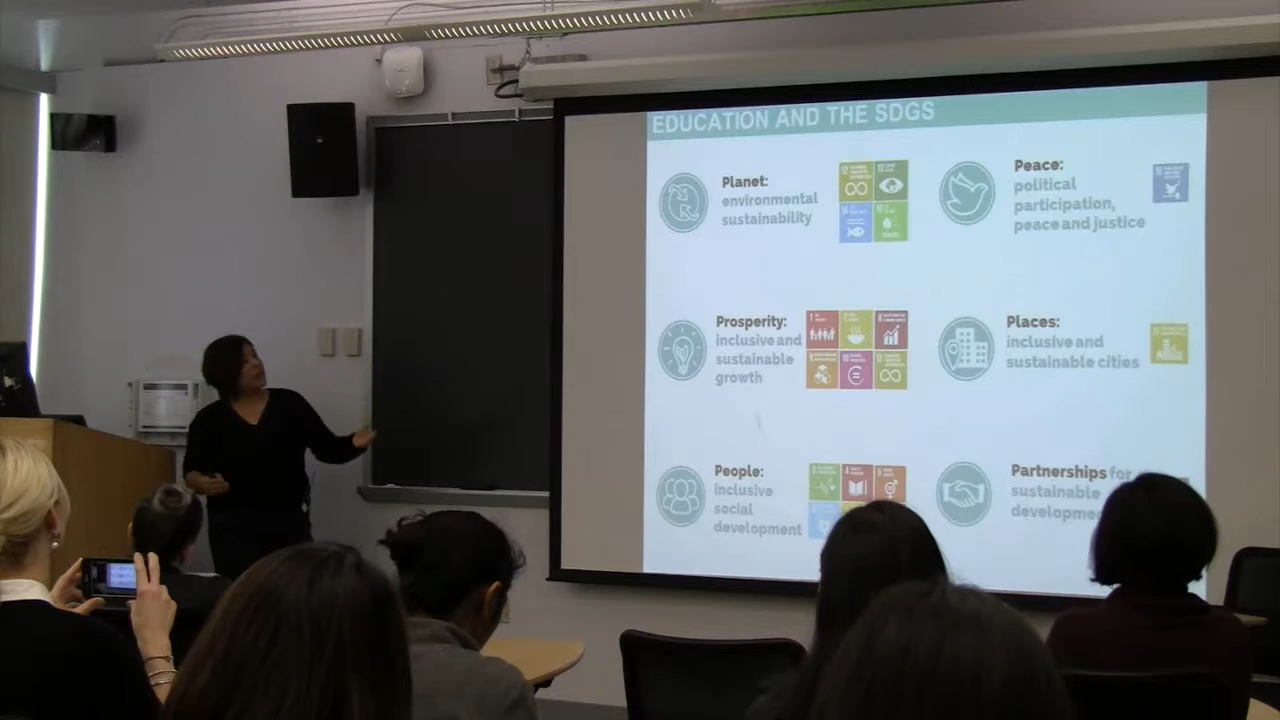 EDUCATION AND THE SDGS
Planet:
environmental
sustainability
Peace:
political
participation,
peace and justice
Prosperity:
inclusive and
sustainable
growth
Places:
inclusive and
sustainable cities
People:
inclusive
social
development
Partnerships for
sustainable